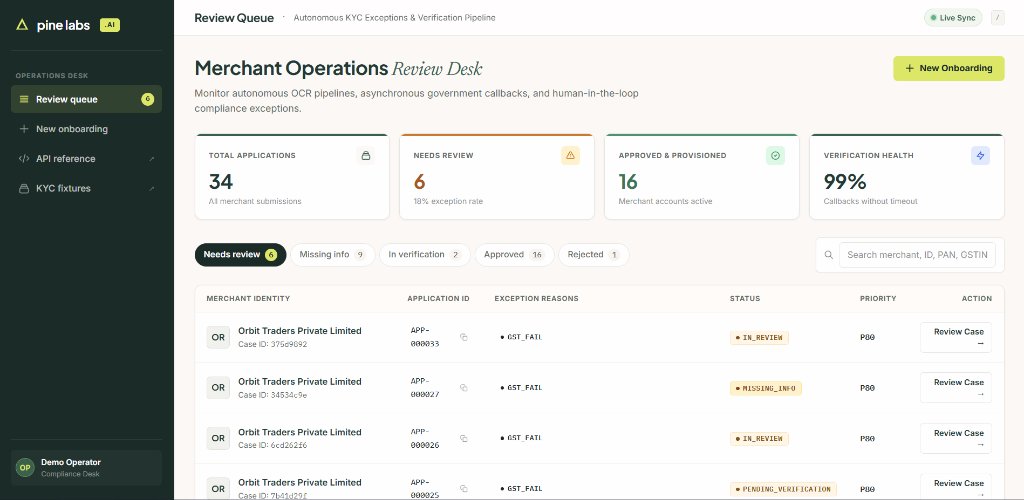 pine labs .AI
OPERATIONS DESK
Review queue 6
New onboarding
API reference
KYC fixtures
OP Demo Operator
Compliance Desk
Review Queue · Autonomous KYC Exceptions & Verification Pipeline
Live Sync /
Merchant Operations Review Desk
Monitor autonomous OCR pipelines, asynchronous government callbacks, and human-in-the-loop
compliance exceptions.
+ New Onboarding
TOTAL APPLICATIONS
34
All merchant submissions
NEEDS REVIEW
6
18% exception rate
APPROVED & PROVISIONED
16
Merchant accounts active
VERIFICATION HEALTH
99%
Callbacks without timeout
Needs review 6
Missing info 9
In verification 2
Approved 16
Rejected 1
Search merchant, ID, PAN, GSTIN
MERCHANT IDENTITY APPLICATION ID EXCEPTION REASONS STATUS PRIORITY ACTION
OR Orbit Traders Private Limited
Case ID: 375d9892
APP-
000033
• GST_FAIL
• IN_REVIEW
P80
Review Case
→
OR Orbit Traders Private Limited
Case ID: 34534c9e
APP-
000027
• GST_FAIL
• MISSING_INFO
P80
Review Case
→
OR Orbit Traders Private Limited
Case ID: 6cd262f6
APP-
000026
• GST_FAIL
• IN_REVIEW
P80
Review Case
→
OR Orbit Traders Private Limited
Case ID: 7b41d29f
APP-
000025
• GST_FAIL
• PENDING_VERIFICATION
P80
Review Case